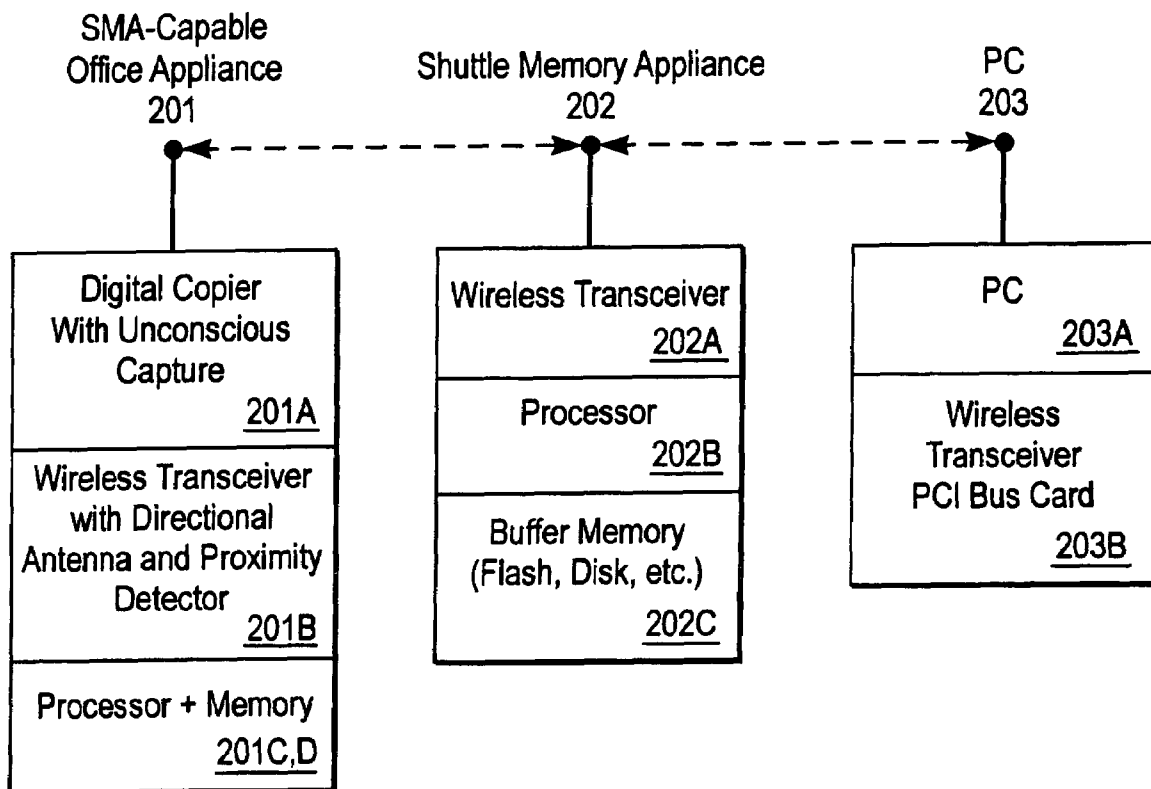 SMA-Capable
Office Appliance
201
Shuttle Memory Appliance
202
PC
203
Digital Copier
With Unconscious
Capture
201A
Wireless Transceiver
with Directional
Antenna and Proximity
Detector
201B
Processor + Memory
201C,D
Wireless Transceiver
202A
Processor
202B
Buffer Memory
(Flash, Disk, etc.)
202C
PC
203A
Wireless
Transceiver
PCI Bus Card
203B